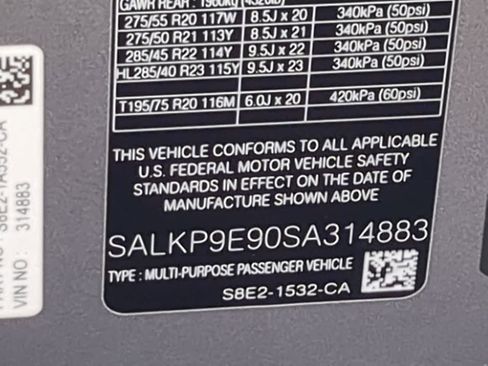 GAWR REAR : 1960kg (4320lb)
275/55 R20 117W 8.5J x 20 340kPa (50psi)
275/50 R21 113Y 8.5J x 21 340kPa (50psi)
285/45 R22 114Y 9.5J x 22 340kPa (50psi)
HL285/40 R23 115Y 9.5J x 23 340kPa (50psi)
T195/75 R20 116M 6.0J x 20 420kPa (60psi)
THIS VEHICLE CONFORMS TO ALL APPLICABLE
U.S. FEDERAL MOTOR VEHICLE SAFETY
STANDARDS IN EFFECT ON THE DATE OF
MANUFACTURE SHOWN ABOVE
SALKP9E90SA314883
TYPE : MULTI-PURPOSE PASSENGER VEHICLE
S8E2-1532-CA
VIN NO : 314883